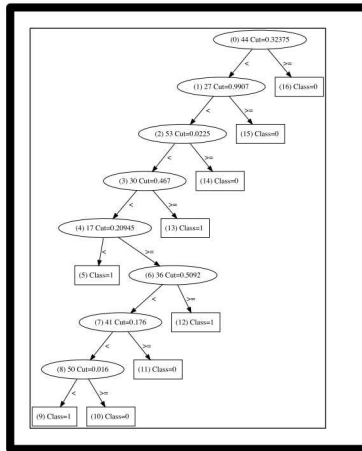 (0) 44 Cut=0.32375
< >=
(1) 27 Cut=0.9907
(16) Class=0
< >=
(2) 53 Cut=0.0225
(15) Class=0
< >=
(3) 30 Cut=0.467
(14) Class=0
< >=
(4) 17 Cut=0.20945
(13) Class=1
< >=
(5) Class=1
(6) 36 Cut=0.5092
< >=
(7) 41 Cut=0.176
(12) Class=1
< >=
(8) 50 Cut=0.016
(11) Class=0
< >=
(9) Class=1
(10) Class=0